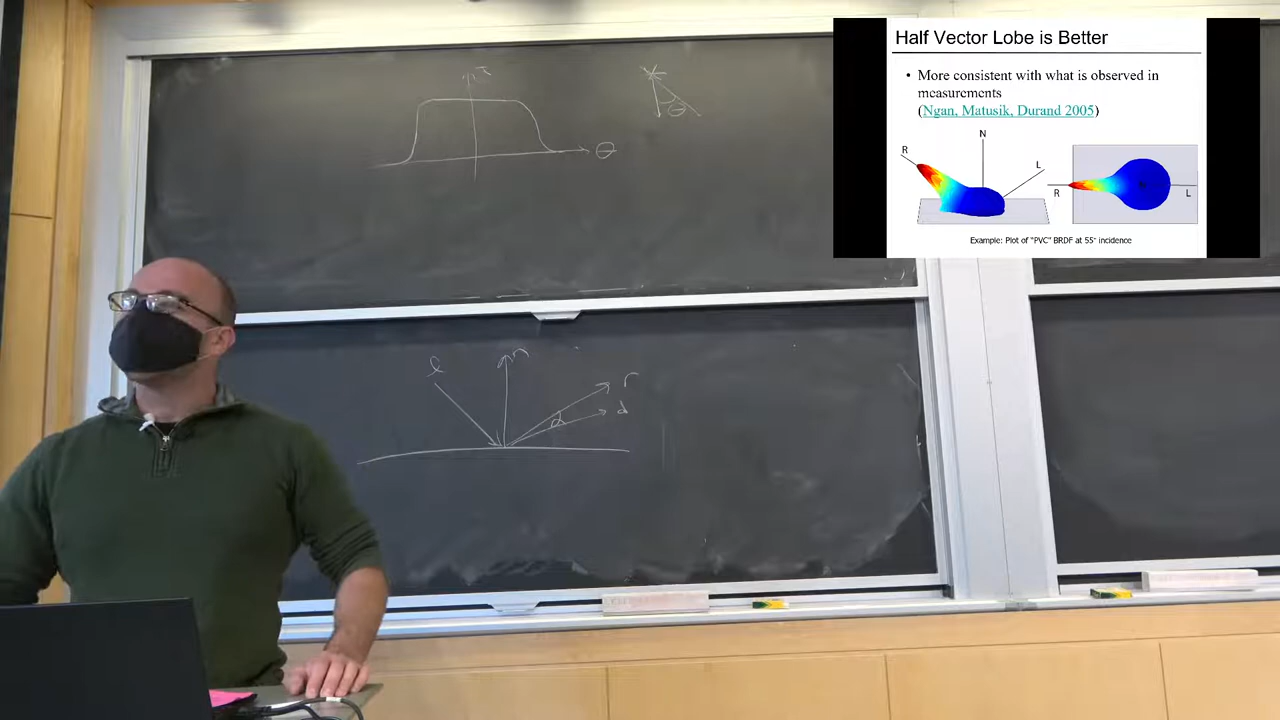 Half Vector Lobe is Better
• More consistent with what is observed in
measurements
(Ngan, Matusik, Durand 2005)
N
R
L
R
L
Example: Plot of "PVC" BRDF at 55° incidence
I
θ
θ
n
r
d
α